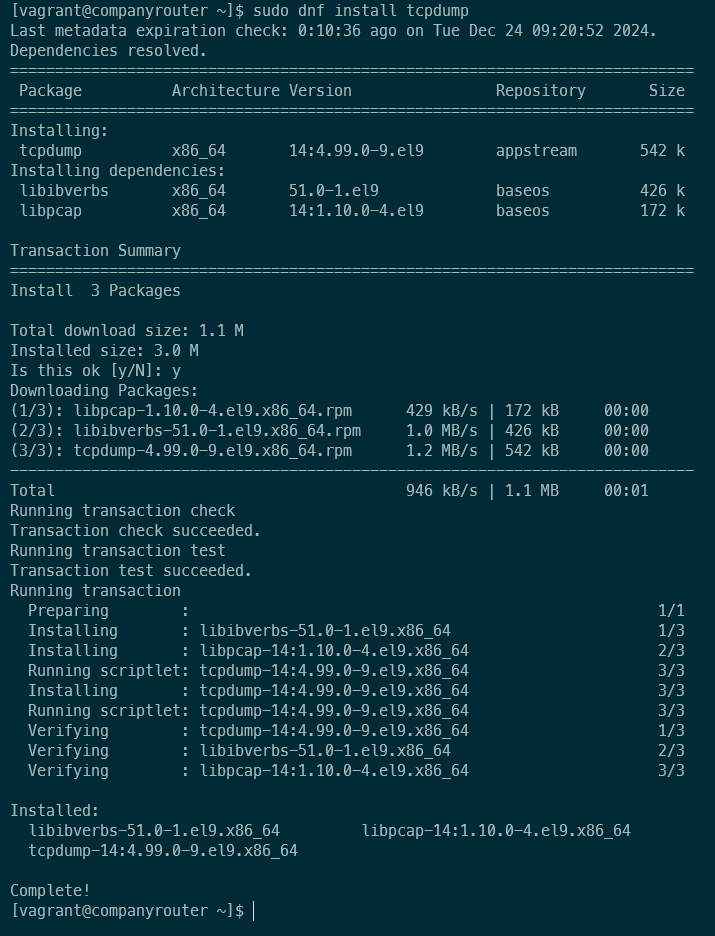 [vagrant@companyrouter ~]$ sudo dnf install tcpdump
Last metadata expiration check: 0:10:36 ago on Tue Dec 24 09:20:52 2024.
Dependencies resolved.
============================================================================
 Package          Architecture Version                Repository       Size
============================================================================
Installing:
 tcpdump          x86_64       14:4.99.0-9.el9        appstream       542 k
Installing dependencies:
 libibverbs       x86_64       51.0-1.el9             baseos          426 k
 libpcap          x86_64       14:1.10.0-4.el9        baseos          172 k

Transaction Summary
============================================================================
Install  3 Packages

Total download size: 1.1 M
Installed size: 3.0 M
Is this ok [y/N]: y
Downloading Packages:
(1/3): libpcap-1.10.0-4.el9.x86_64.rpm      429 kB/s | 172 kB     00:00
(2/3): libibverbs-51.0-1.el9.x86_64.rpm     1.0 MB/s | 426 kB     00:00
(3/3): tcpdump-4.99.0-9.el9.x86_64.rpm      1.2 MB/s | 542 kB     00:00
----------------------------------------------------------------------------
Total                                       946 kB/s | 1.1 MB     00:01
Running transaction check
Transaction check succeeded.
Running transaction test
Transaction test succeeded.
Running transaction
  Preparing        :                                                    1/1
  Installing       : libibverbs-51.0-1.el9.x86_64                       1/3
  Installing       : libpcap-14:1.10.0-4.el9.x86_64                     2/3
  Running scriptlet: tcpdump-14:4.99.0-9.el9.x86_64                     3/3
  Installing       : tcpdump-14:4.99.0-9.el9.x86_64                     3/3
  Running scriptlet: tcpdump-14:4.99.0-9.el9.x86_64                     3/3
  Verifying        : tcpdump-14:4.99.0-9.el9.x86_64                     1/3
  Verifying        : libibverbs-51.0-1.el9.x86_64                       2/3
  Verifying        : libpcap-14:1.10.0-4.el9.x86_64                     3/3

Installed:
  libibverbs-51.0-1.el9.x86_64         libpcap-14:1.10.0-4.el9.x86_64
  tcpdump-14:4.99.0-9.el9.x86_64

Complete!
[vagrant@companyrouter ~]$